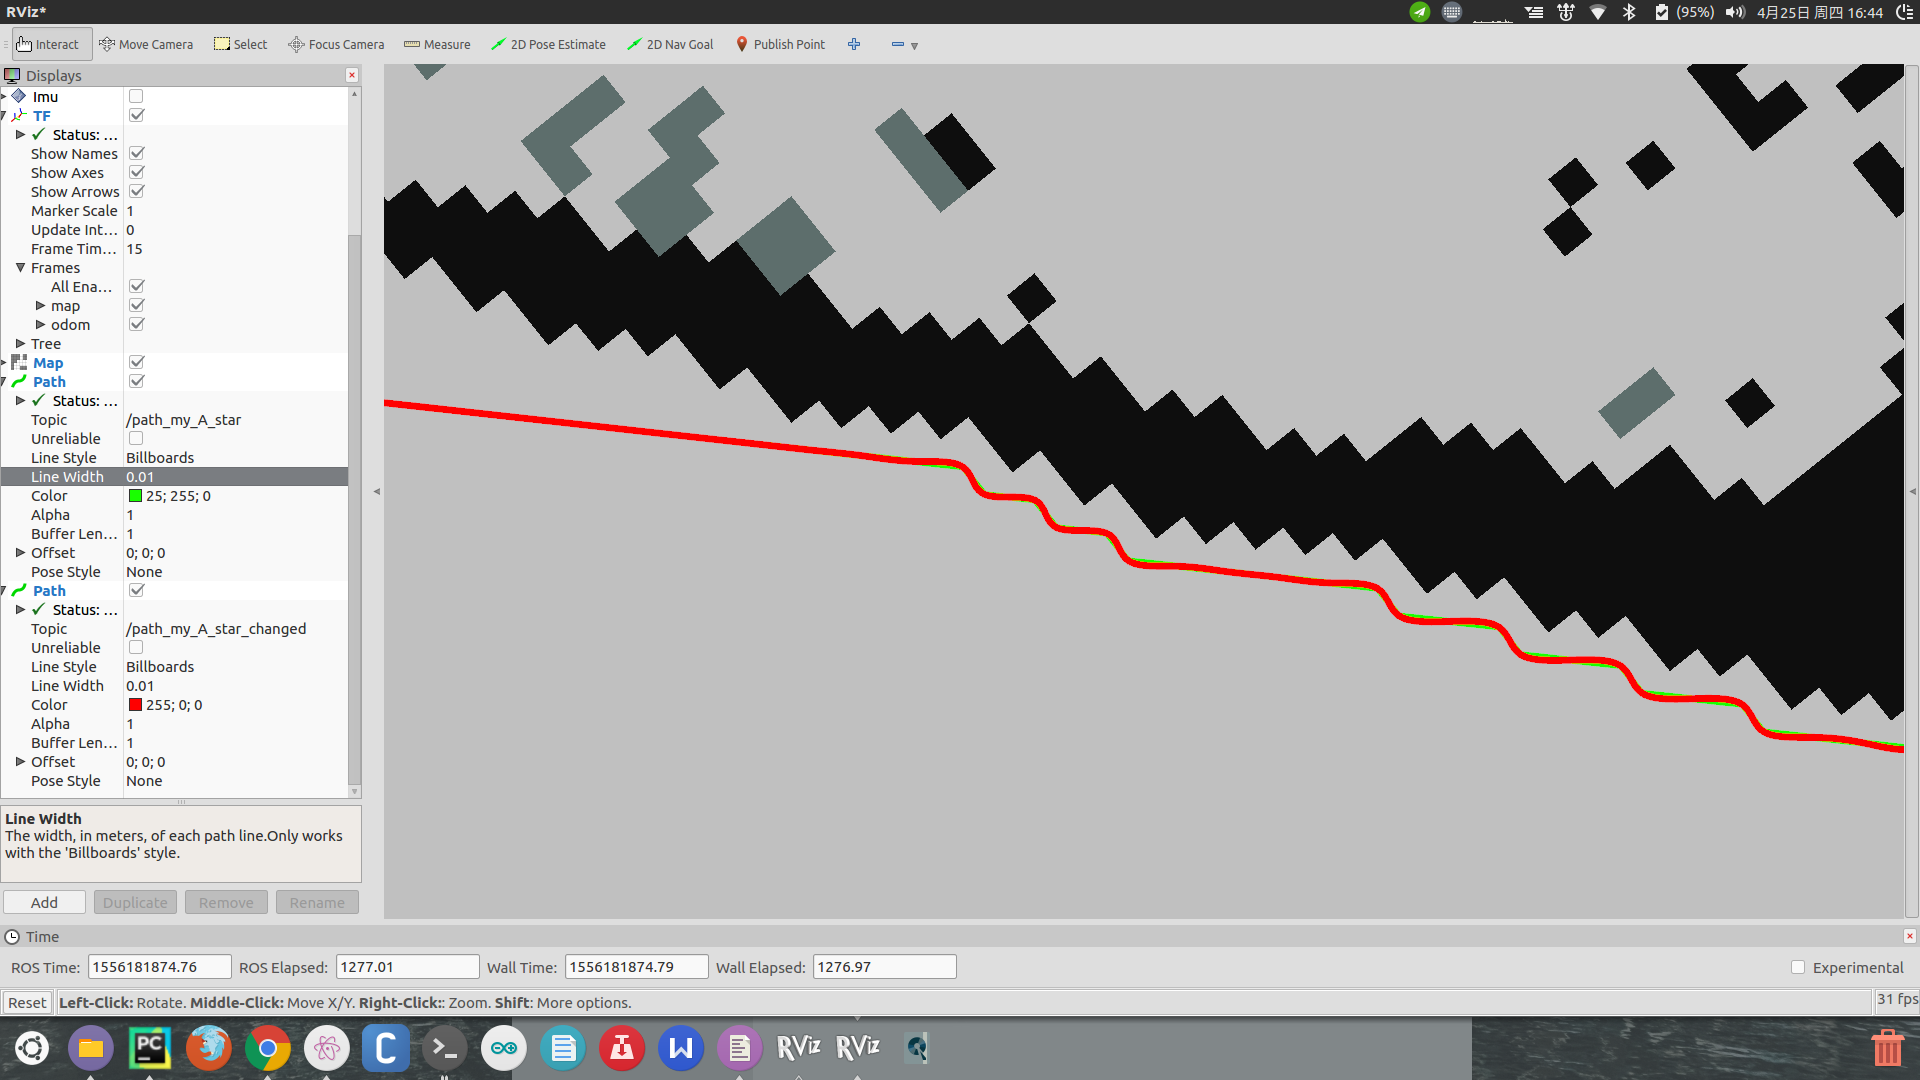 RViz*
(95%) 4月25日 周四 16:44
Interact Move Camera Select Focus Camera Measure 2D Pose Estimate 2D Nav Goal Publish Point
Displays
Imu
TF
Status: ...
Show Names
Show Axes
Show Arrows
Marker Scale 1
Update Int... 0
Frame Tim... 15
Frames
All Ena...
map
odom
Tree
Map
Path
Status: ...
Topic /path_my_A_star
Unreliable
Line Style Billboards
Line Width 0.01
Color 25; 255; 0
Alpha 1
Buffer Len... 1
Offset 0; 0; 0
Pose Style None
Path
Status: ...
Topic /path_my_A_star_changed
Unreliable
Line Style Billboards
Line Width 0.01
Color 255; 0; 0
Alpha 1
Buffer Len... 1
Offset 0; 0; 0
Pose Style None
Line Width
The width, in meters, of each path line.Only works
with the 'Billboards' style.
Add Duplicate Remove Rename
Time
ROS Time: 1556181874.76 ROS Elapsed: 1277.01 Wall Time: 1556181874.79 Wall Elapsed: 1276.97 Experimental
Reset Left-Click: Rotate. Middle-Click: Move X/Y. Right-Click:: Zoom. Shift: More options. 31 fps
PC C W RViz RViz